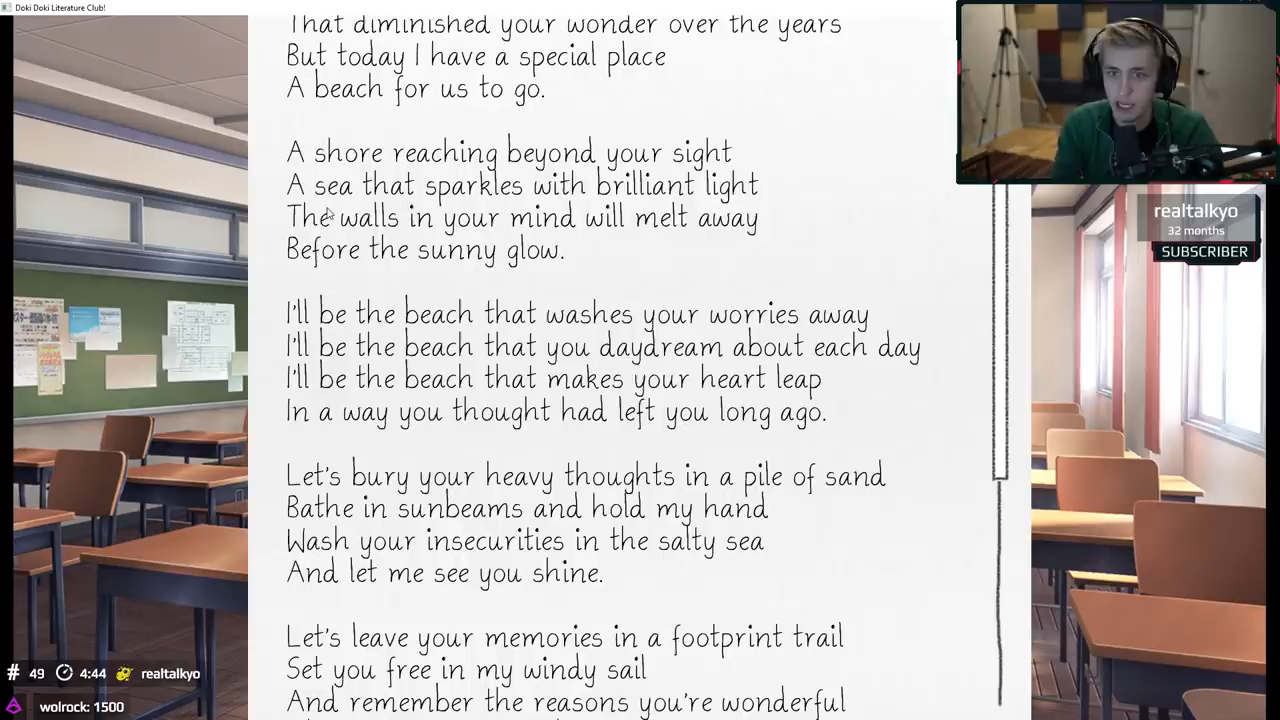 Doki Doki Literature Club!
That diminished your wonder over the years
But today I have a special place
A beach for us to go.
A shore reaching beyond your sight
A sea that sparkles with brilliant light
The walls in your mind will melt away
Before the sunny glow.
I'll be the beach that washes your worries away
I'll be the beach that you daydream about each day
I'll be the beach that makes your heart leap
In a way you thought had left you long ago.
Let's bury your heavy thoughts in a pile of sand
Bathe in sunbeams and hold my hand
Wash your insecurities in the salty sea
And let me see you shine.
Let's leave your memories in a footprint trail
Set you free in my windy sail
And remember the reasons you're wonderful
realtalkyo
32 months
SUBSCRIBER
# 49 4:44 realtalkyo
wolrock: 1500